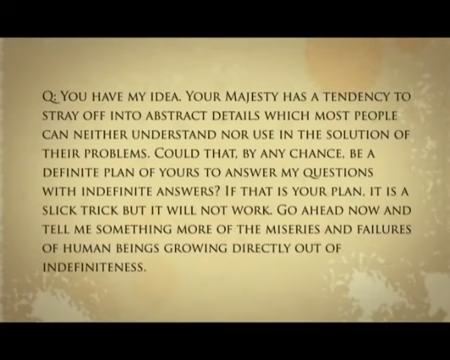 Q: You have my idea. Your Majesty has a tendency to
stray off into abstract details which most people
can neither understand nor use in the solution of
their problems. Could that, by any chance, be a
definite plan of yours to answer my questions
with indefinite answers? If that is your plan, it is a
slick trick but it will not work. Go ahead now and
tell me something more of the miseries and failures
of human beings growing directly out of
indefiniteness.